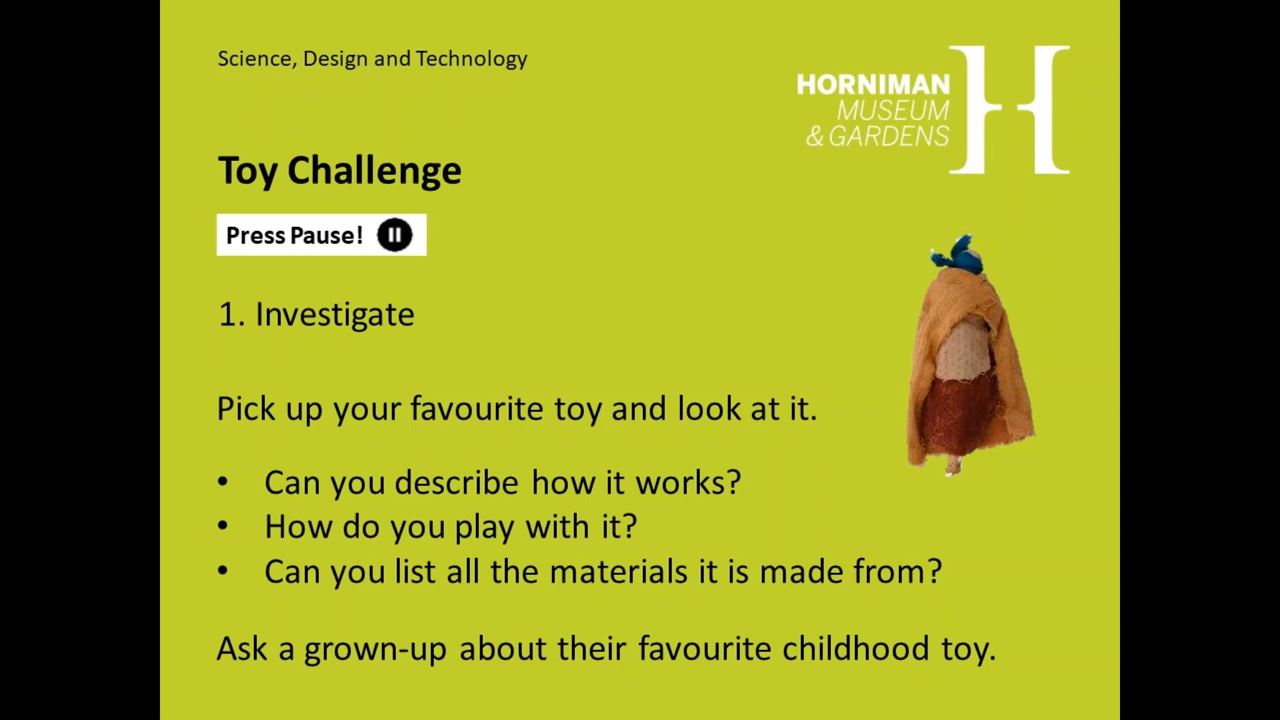 Science, Design and Technology
HORNIMAN
MUSEUM
& GARDENS
Toy Challenge
Press Pause!
1. Investigate
Pick up your favourite toy and look at it.
• Can you describe how it works?
• How do you play with it?
• Can you list all the materials it is made from?
Ask a grown-up about their favourite childhood toy.